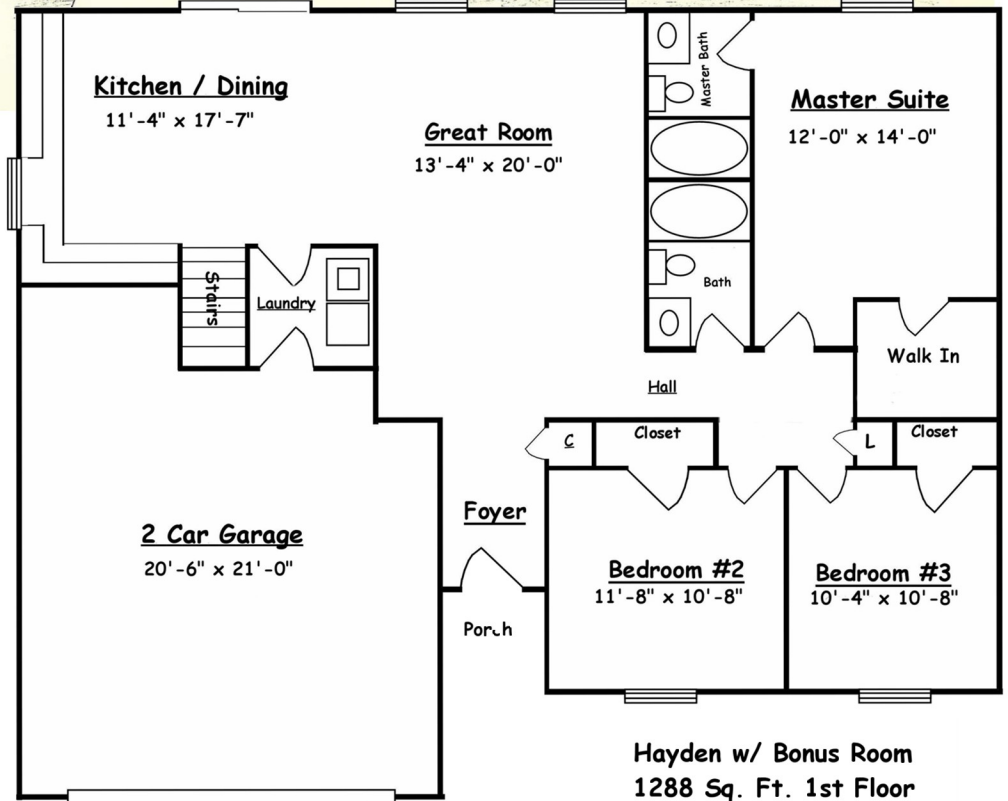 Kitchen / Dining
11'-4" x 17'-7"
Great Room
13'-4" x 20'-0"
Master Bath
Master Suite
12'-0" x 14'-0"
Stairs
Laundry
Bath
Walk In
Hall
C
Closet
L
Closet
2 Car Garage
20'-6" x 21'-0"
Foyer
Bedroom #2
11'-8" x 10'-8"
Bedroom #3
10'-4" x 10'-8"
Porch
Hayden w/ Bonus Room
1288 Sq. Ft. 1st Floor